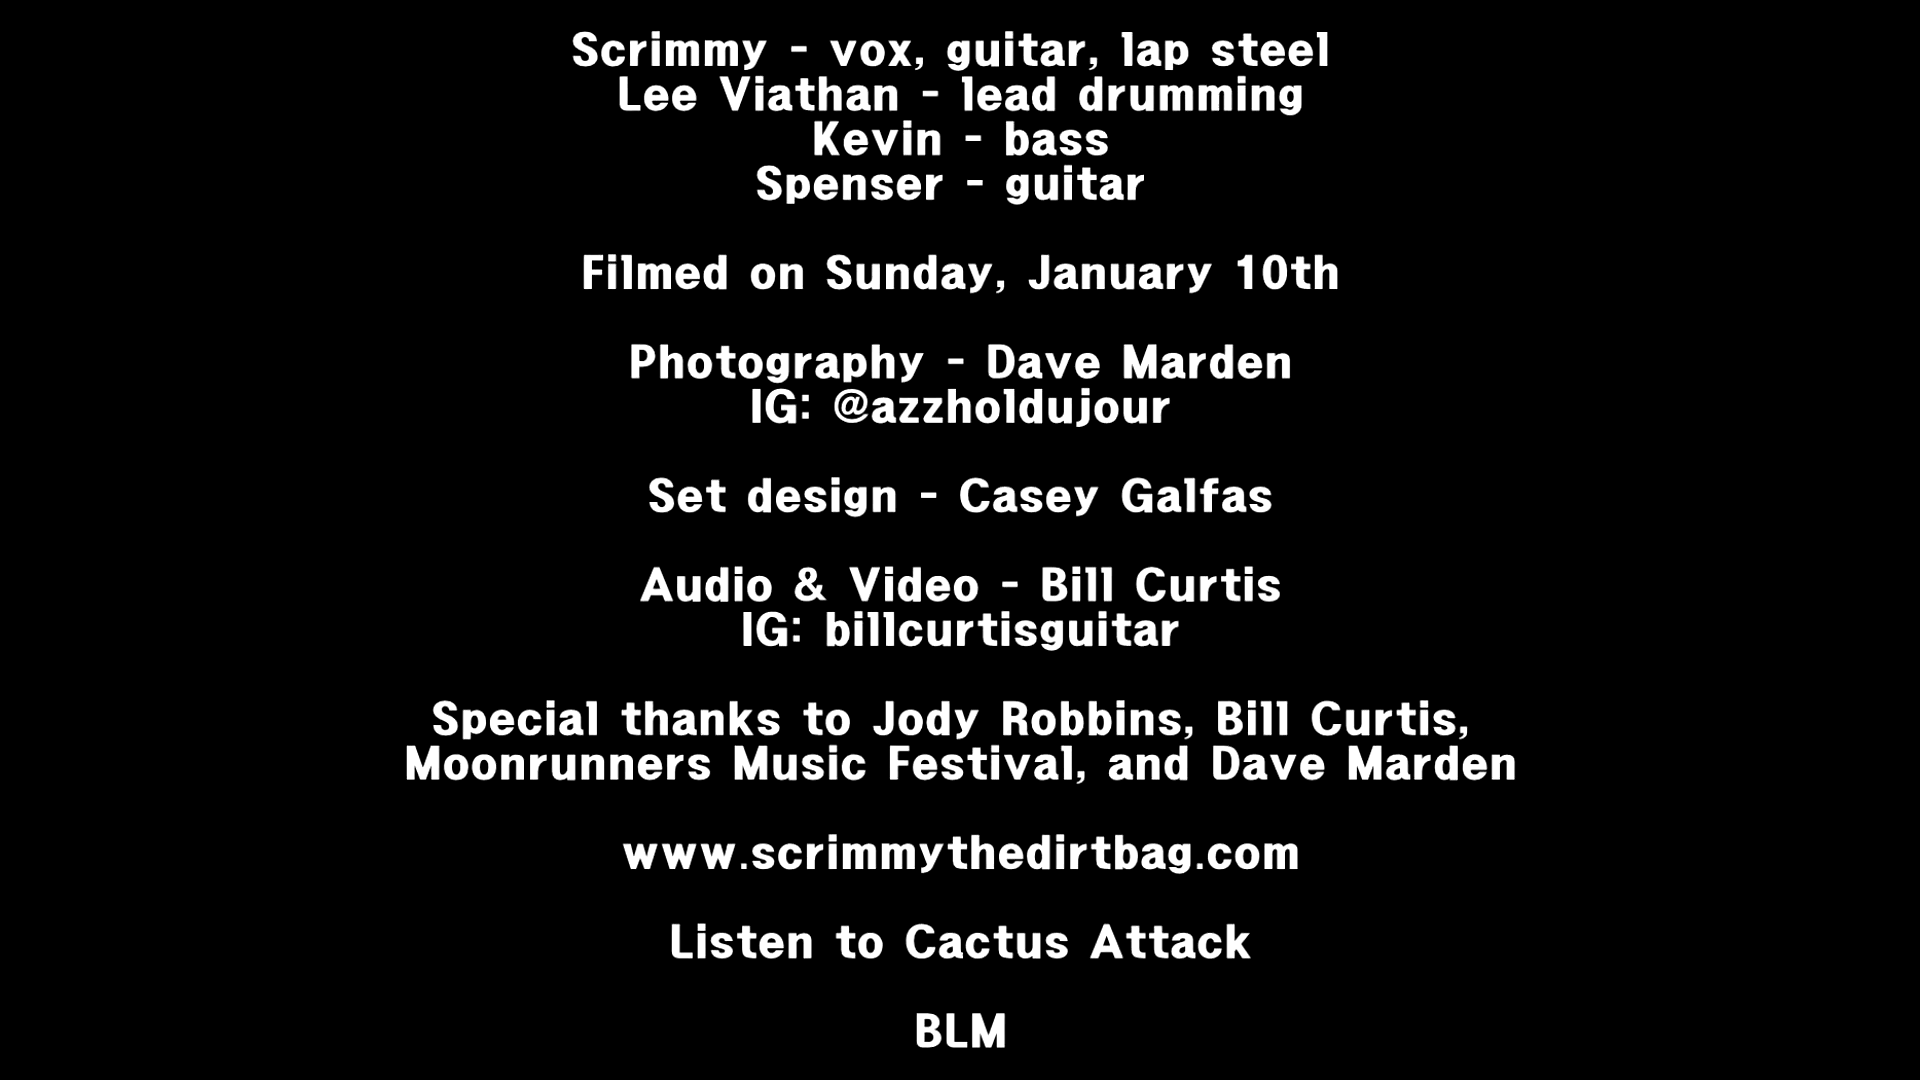 Scrimmy - vox, guitar, lap steel
Lee Viathan - lead drumming
Kevin - bass
Spenser - guitar
Filmed on Sunday, January 10th
Photography - Dave Marden
IG: @azzholdujour
Set design - Casey Galfas
Audio & Video - Bill Curtis
IG: billcurtisguitar
Special thanks to Jody Robbins, Bill Curtis,
Moonrunners Music Festival, and Dave Marden
www.scrimmythedirtbag.com
Listen to Cactus Attack
BLM